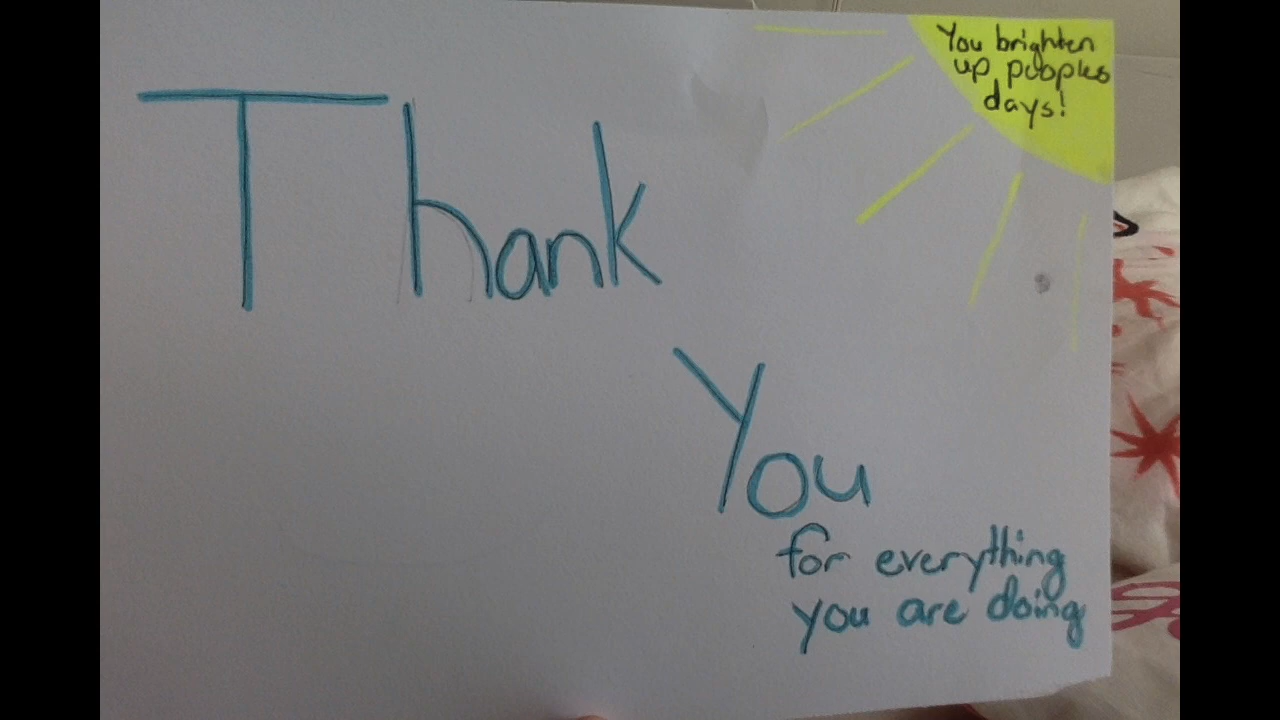 You brighten
up peoples
days!
Thank
You
for everything
you are doing